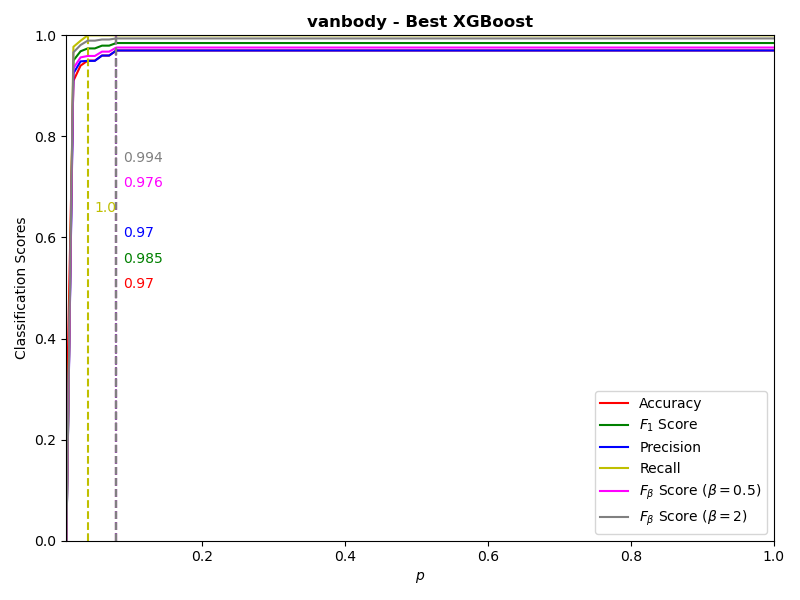 vanbody - Best XGBoost
1.0
0.8
0.6
0.4
0.2
0.0
Classification Scores
0.994
0.976
1.0
0.97
0.985
0.97
Accuracy
F₁ Score
Precision
Recall
Fᵦ Score (β = 0.5)
Fᵦ Score (β = 2)
0.2 0.4 0.6 0.8 1.0
p